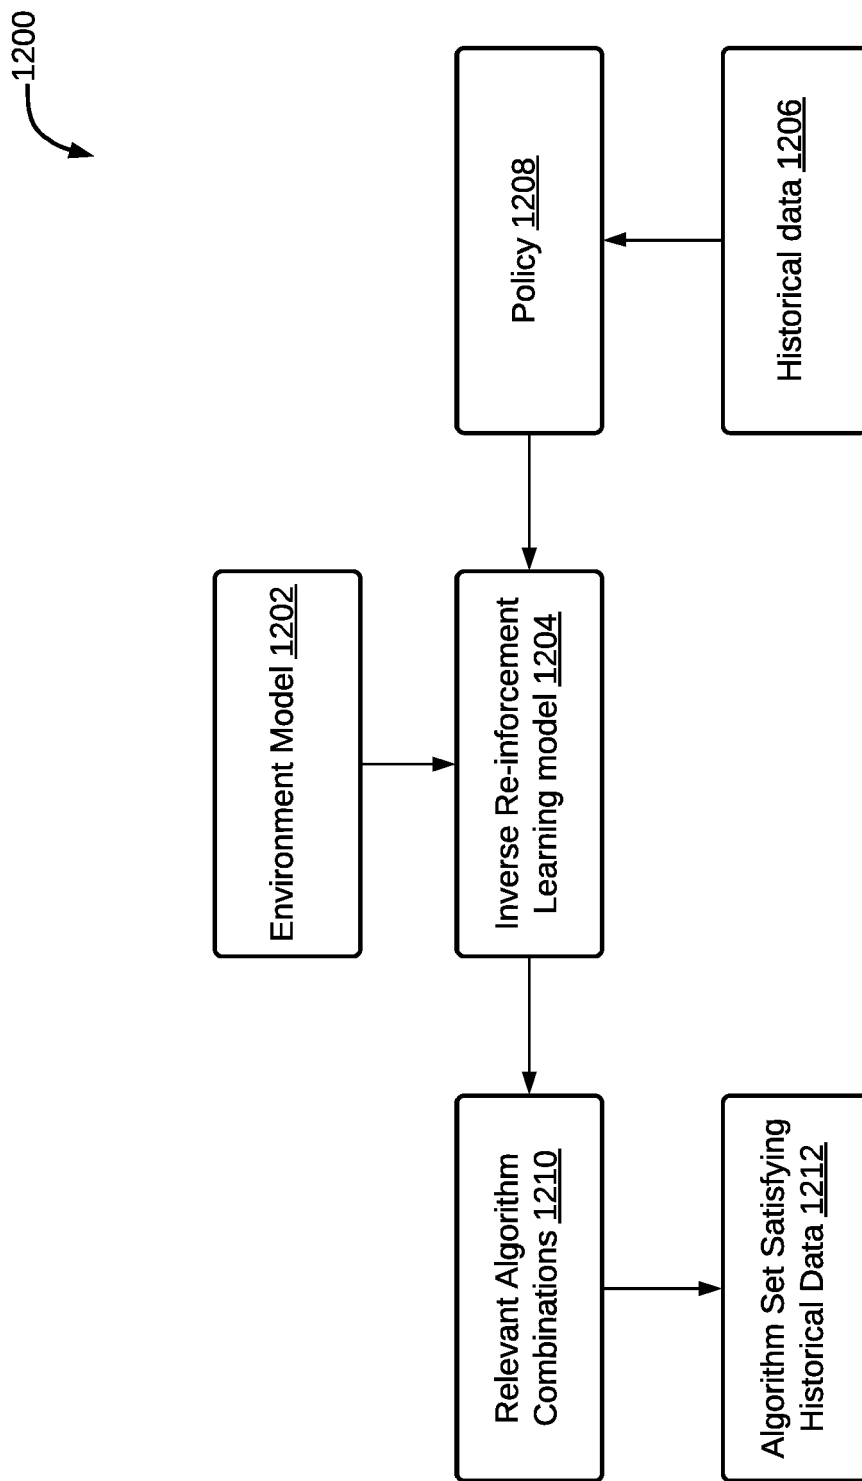 1200
Environment Model 1202
Relevant Algorithm
Combinations 1210
Inverse Re-inforcement
Learning model 1204
Policy 1208
Algorithm Set Satisfying
Historical Data 1212
Historical data 1206